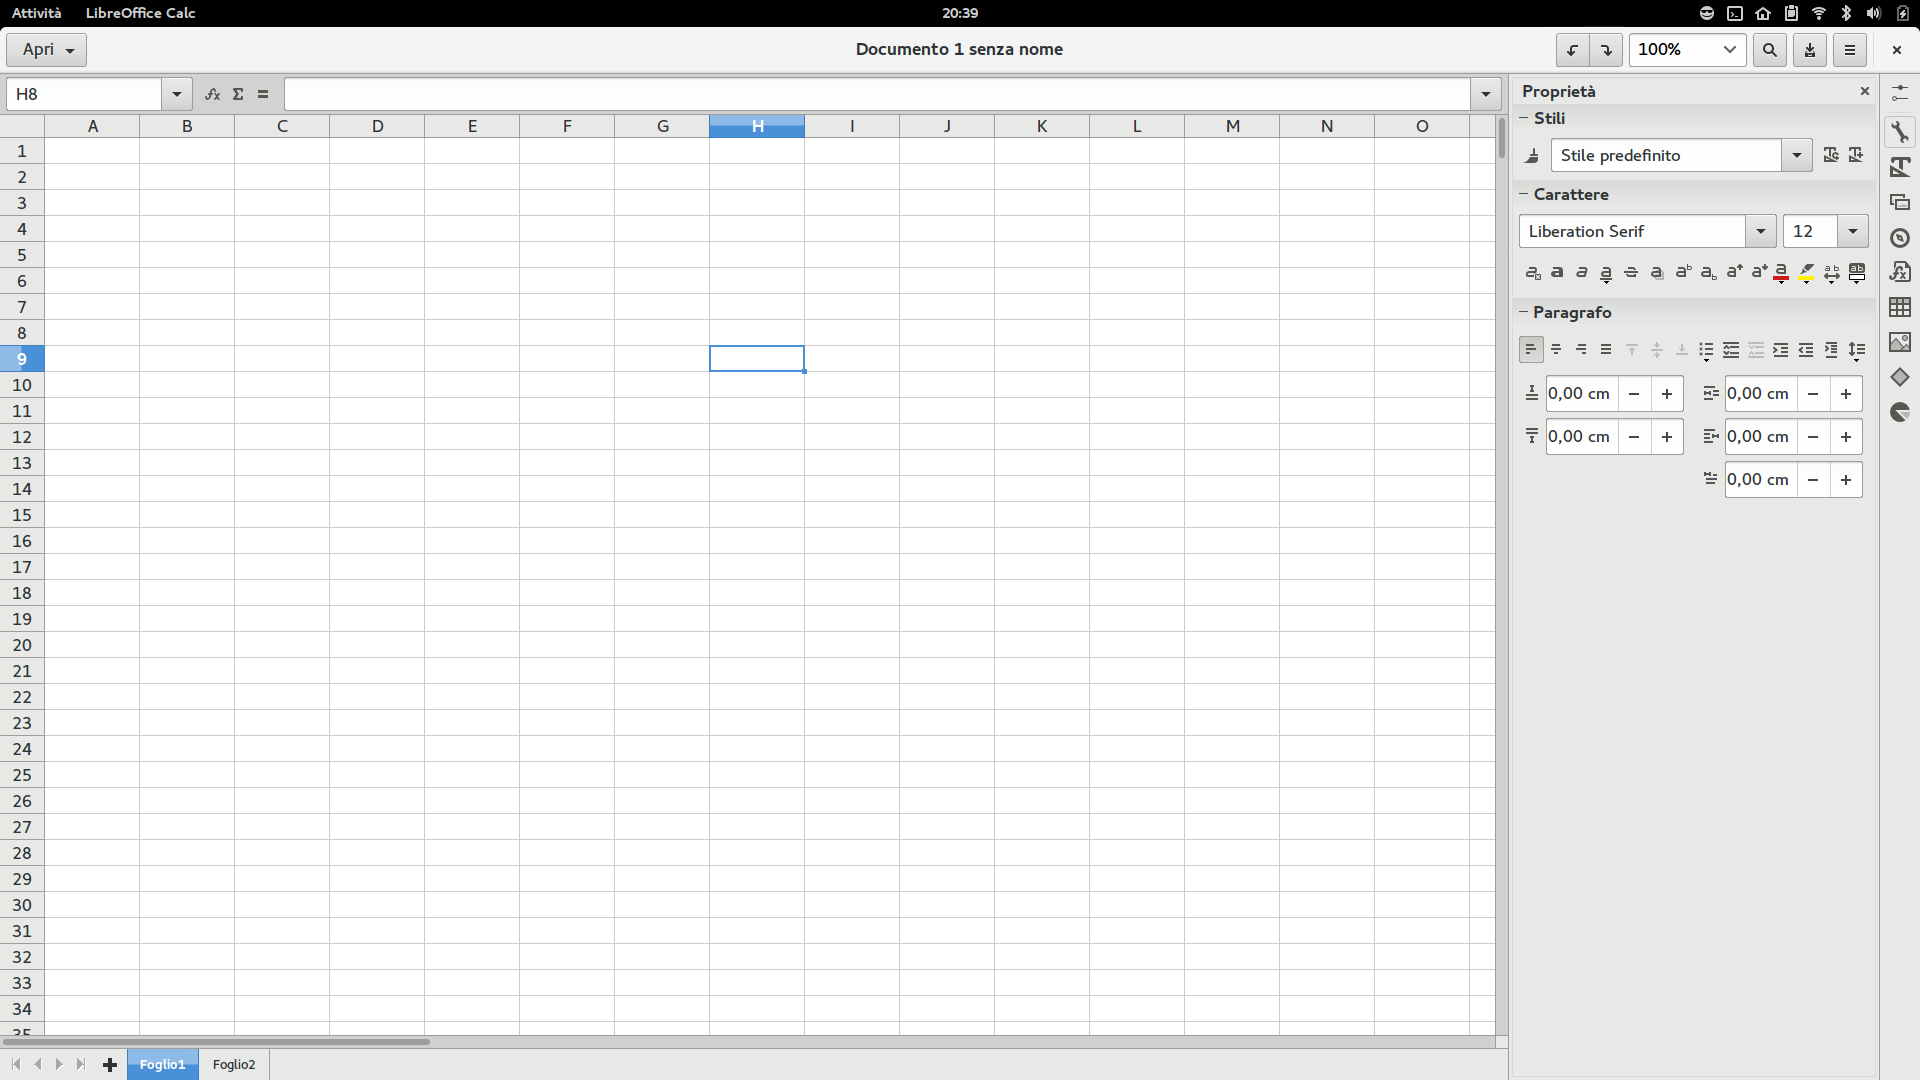 Attività LibreOffice Calc 20:39
Apri Documento 1 senza nome 100%
H8
A B C D E F G H I J K L M N O
1
2
3
4
5
6
7
8
9
10
11
12
13
14
15
16
17
18
19
20
21
22
23
24
25
26
27
28
29
30
31
32
33
34
35
Foglio1 Foglio2
Proprietà
Stili
Stile predefinito
Carattere
Liberation Serif 12
Paragrafo
0,00 cm 0,00 cm
0,00 cm 0,00 cm
0,00 cm